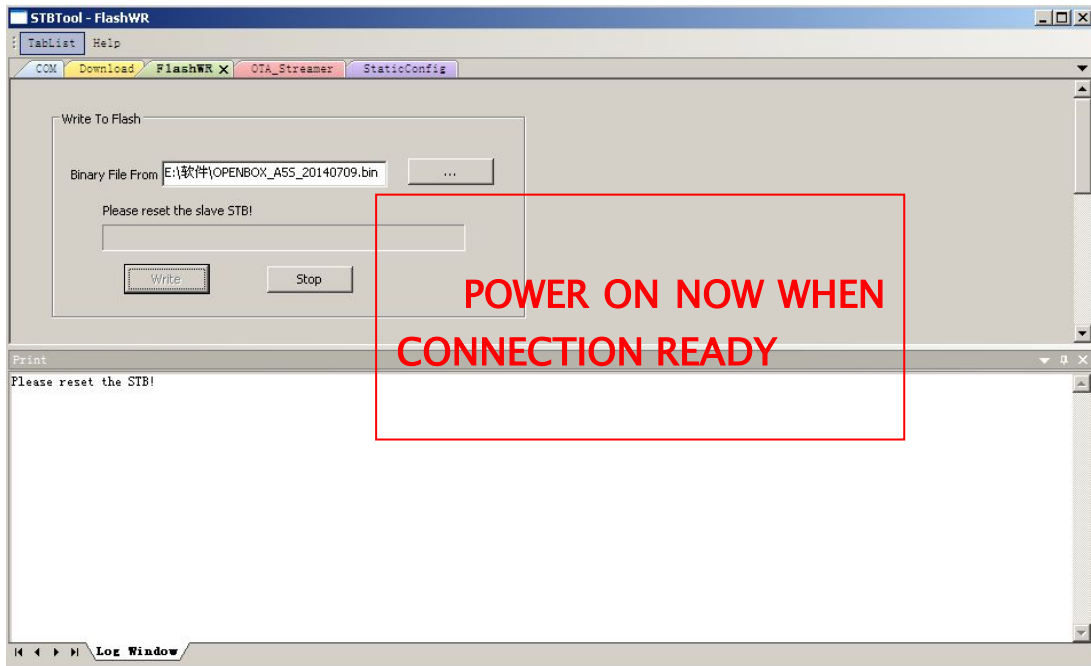 STBTool - FlashWR
TabList Help
COM Download FlashWR X OTA_Streamer StaticConfig
Write To Flash
Binary File From E:\软件\OPENBOX_A5S_20140709.bin ...
Please reset the slave STB!
Write Stop
POWER ON NOW WHEN
CONNECTION READY
Print
Please reset the STB!
Log Window